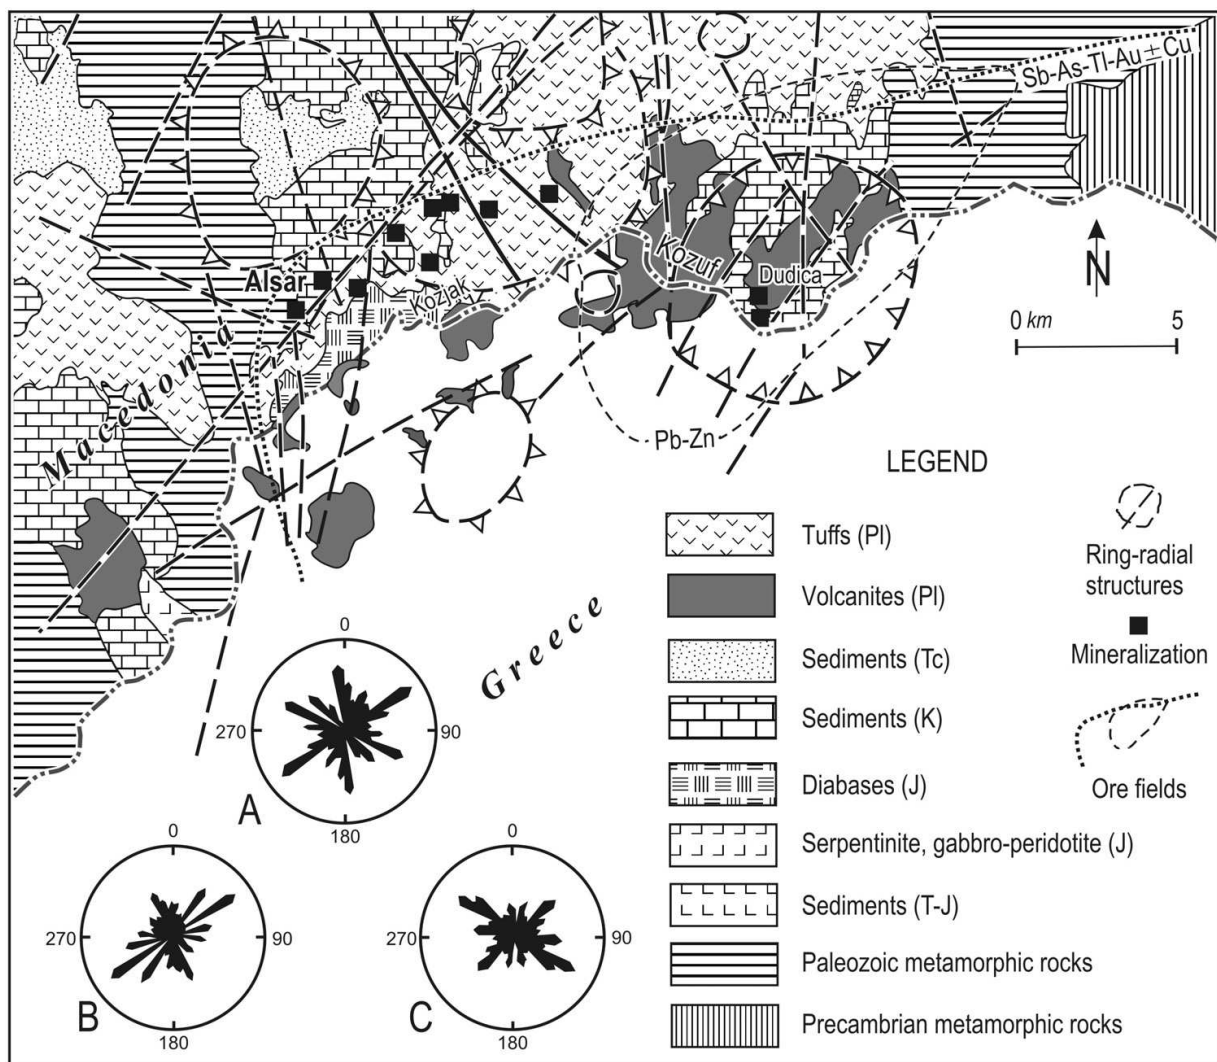 Sb-As-Tl-Au±Cu
Kožuf
Dudica
Alsar
Kozjak
N
0 km 5
Macedonia
Pb-Zn
Greece
LEGEND
Tuffs (Pl)
Volcanites (Pl)
Sediments (Tc)
Sediments (K)
Diabases (J)
Serpentinite, gabbro-peridotite (J)
Sediments (T-J)
Paleozoic metamorphic rocks
Precambrian metamorphic rocks
Ring-radial
structures
Mineralization
Ore fields
0
270
90
A
180
0
270
90
B
180
0
270
90
C
180